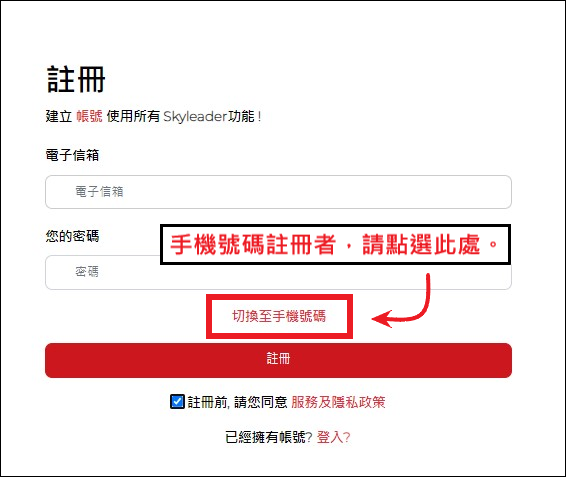 註冊
建立 帳號 使用所有 Skyleader功能 !
電子信箱
電子信箱
您的密碼
手機號碼註冊者，請點選此處。
密碼
切換至手機號碼
註冊
註冊前, 請您同意 服務及隱私政策
已經擁有帳號? 登入?